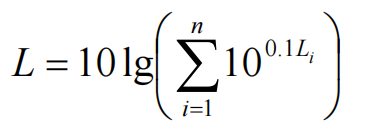 L = 10 lg( ∑_{i=1}^{n} 10^{0.1L_i} )